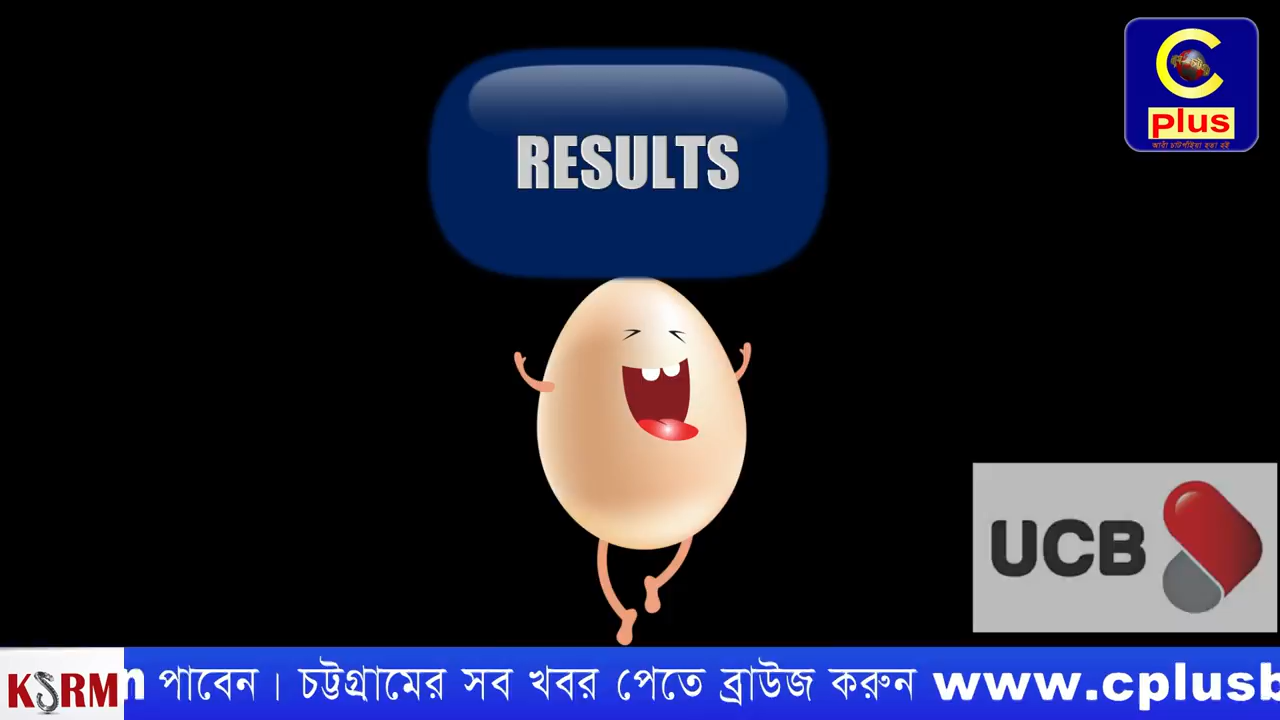 RESULTS
C
plus
UCB
KSRM
পাবেন। চট্টগ্রামের সব খবর পেতে ব্রাউজ করুন www.cplusb